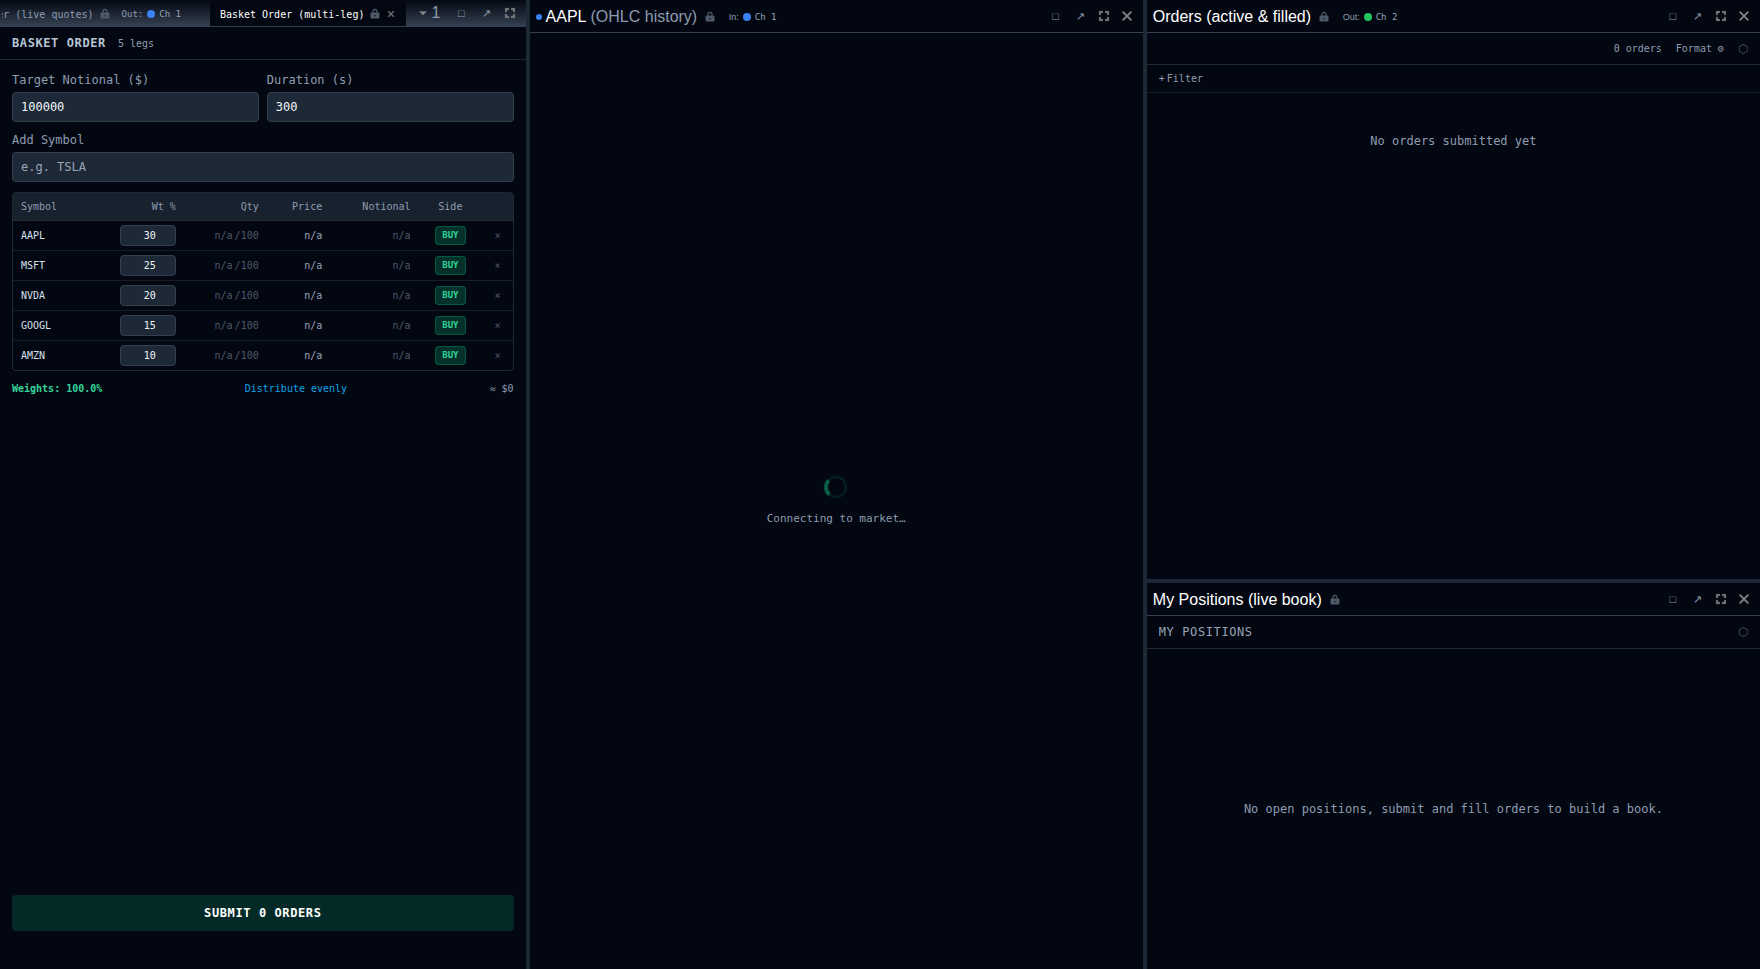 r (live quotes) Out: Ch 1 Basket Order (multi-leg) × 1
BASKET ORDER 5 legs
Target Notional ($) Duration (s)
100000 300
Add Symbol
e.g. TSLA
Symbol Wt % Qty Price Notional Side
AAPL 30 n/a/100 n/a n/a BUY ×
MSFT 25 n/a/100 n/a n/a BUY ×
NVDA 20 n/a/100 n/a n/a BUY ×
GOOGL 15 n/a/100 n/a n/a BUY ×
AMZN 10 n/a/100 n/a n/a BUY ×
Weights: 100.0% Distribute evenly ≈ $0
SUBMIT 0 ORDERS
AAPL (OHLC history) In: Ch 1
Connecting to market…
Orders (active & filled) Out: Ch 2
0 orders Format
+Filter
No orders submitted yet
My Positions (live book)
MY POSITIONS
No open positions, submit and fill orders to build a book.